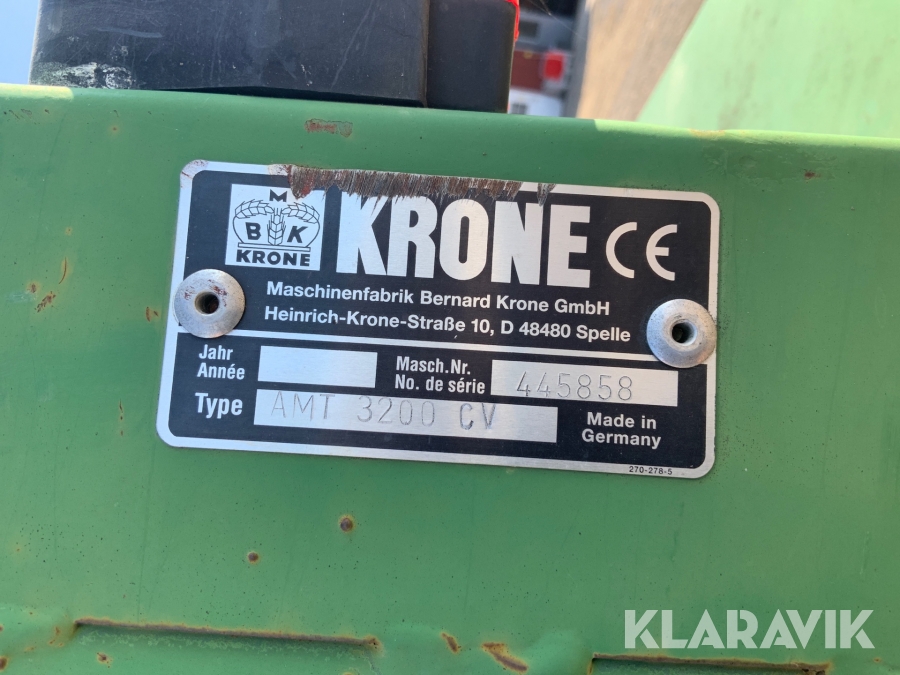 M
B K
KRONE
KRONE CE
Maschinenfabrik Bernard Krone GmbH
Heinrich-Krone-Straße 10, D 48480 Spelle
Jahr
Année
Masch.Nr.
No. de série
445858
Type
AMT 3200 CV
Made in
Germany
270-278-5
KLARAVIK